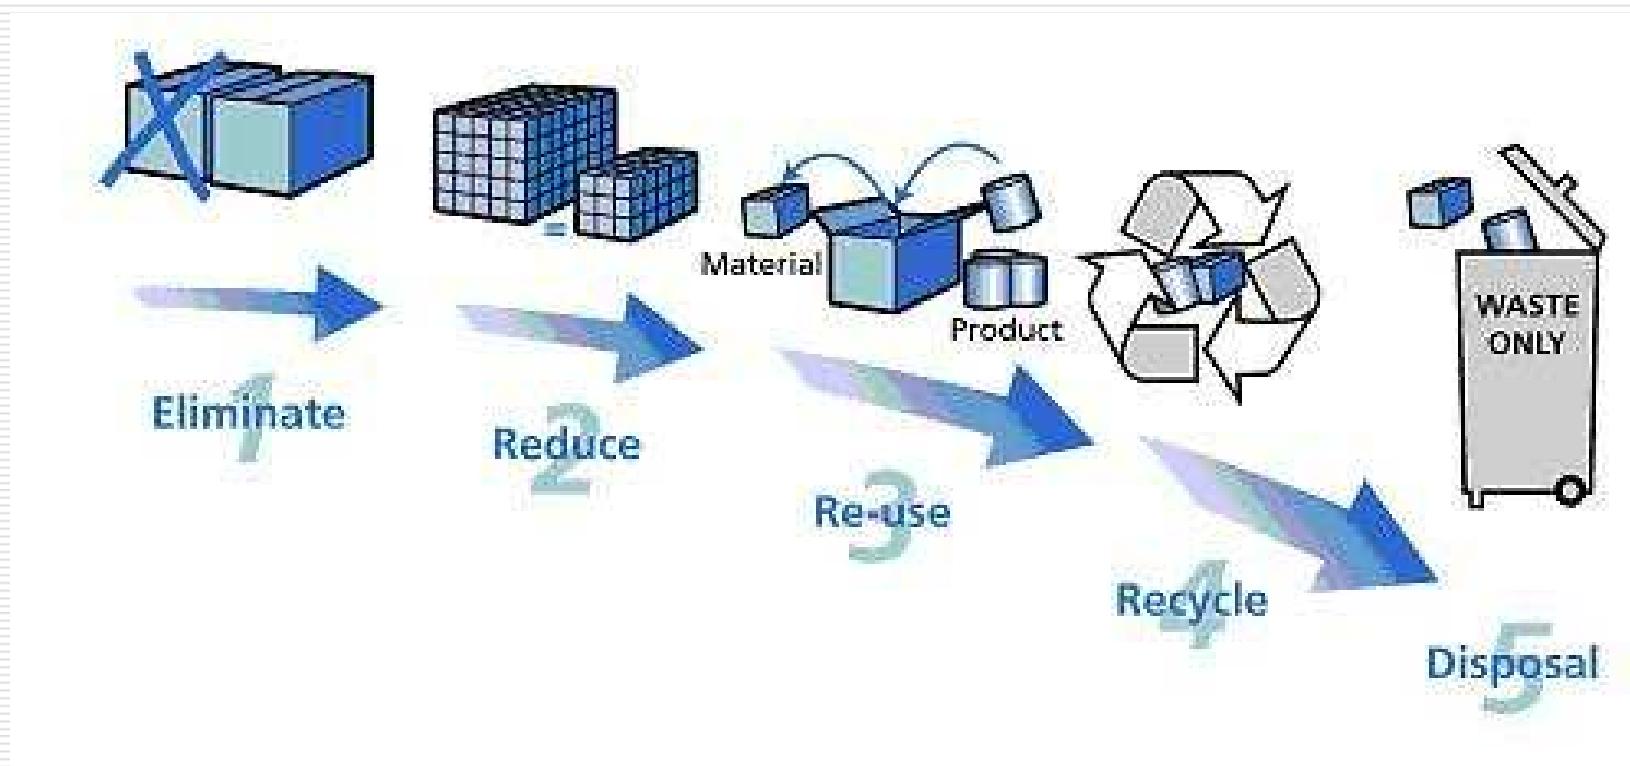 Material
Product
WASTE
ONLY
1
Eliminate
2
Reduce
3
Re-use
4
Recycle
5
Disposal
=